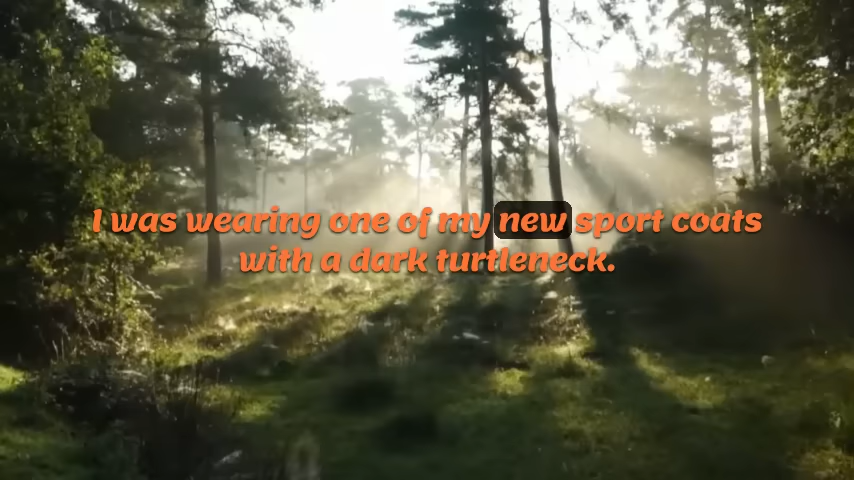 I was wearing one of my new sport coats
with a dark turtleneck.